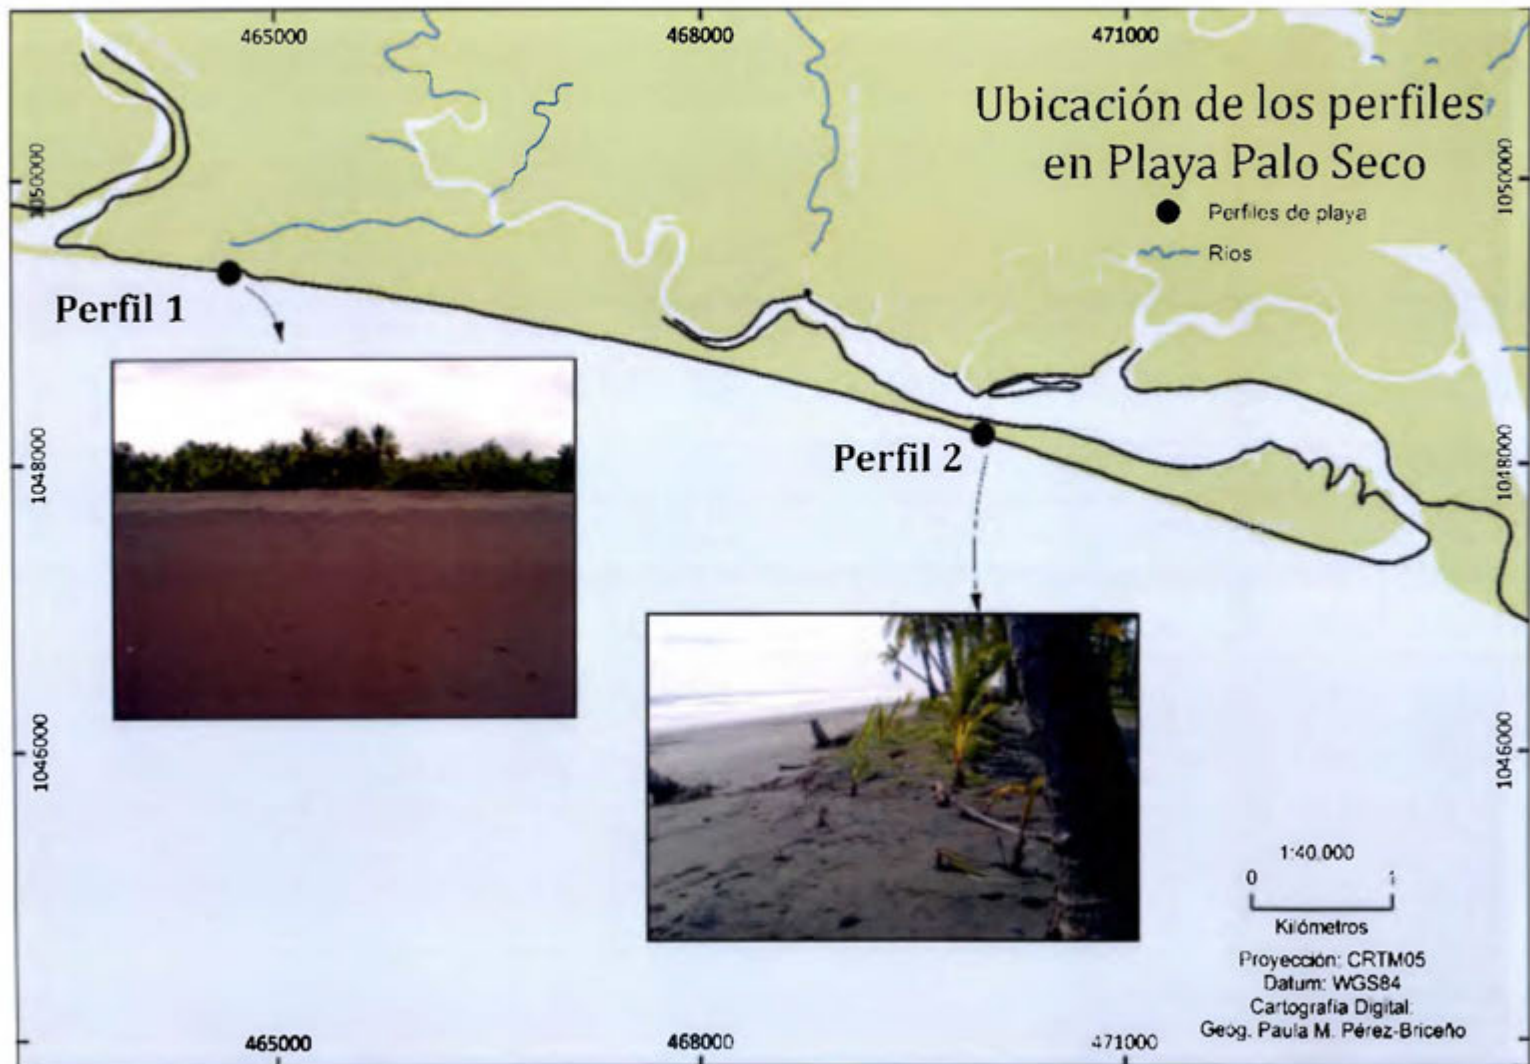 465000
468000
471000
Ubicación de los perfiles
en Playa Palo Seco
Perfiles de playa
Rios
1050000
1050000
Perfil 1
Perfil 2
1048000
1048000
1046000
1046000
1:40,000
0 1
Kilómetros
Proyección: CRTM05
Datum: WGS84
Cartografia Digital:
Geog. Paula M. Pérez-Briceño
465000
468000
471000